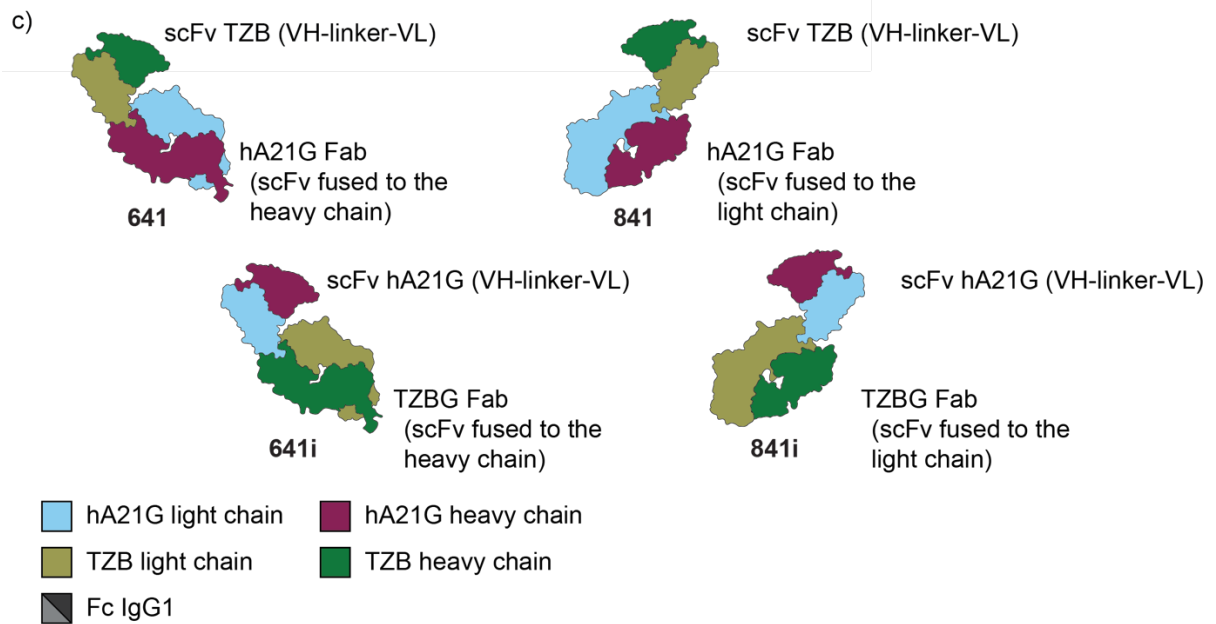 c)
scFv TZB (VH-linker-VL)
scFv TZB (VH-linker-VL)
hA21G Fab
(scFv fused to the
heavy chain)
641
hA21G Fab
(scFv fused to the
light chain)
841
scFv hA21G (VH-linker-VL)
scFv hA21G (VH-linker-VL)
TZBG Fab
(scFv fused to the
heavy chain)
641i
TZBG Fab
(scFv fused to the
light chain)
841i
hA21G light chain
hA21G heavy chain
TZB light chain
TZB heavy chain
Fc IgG1